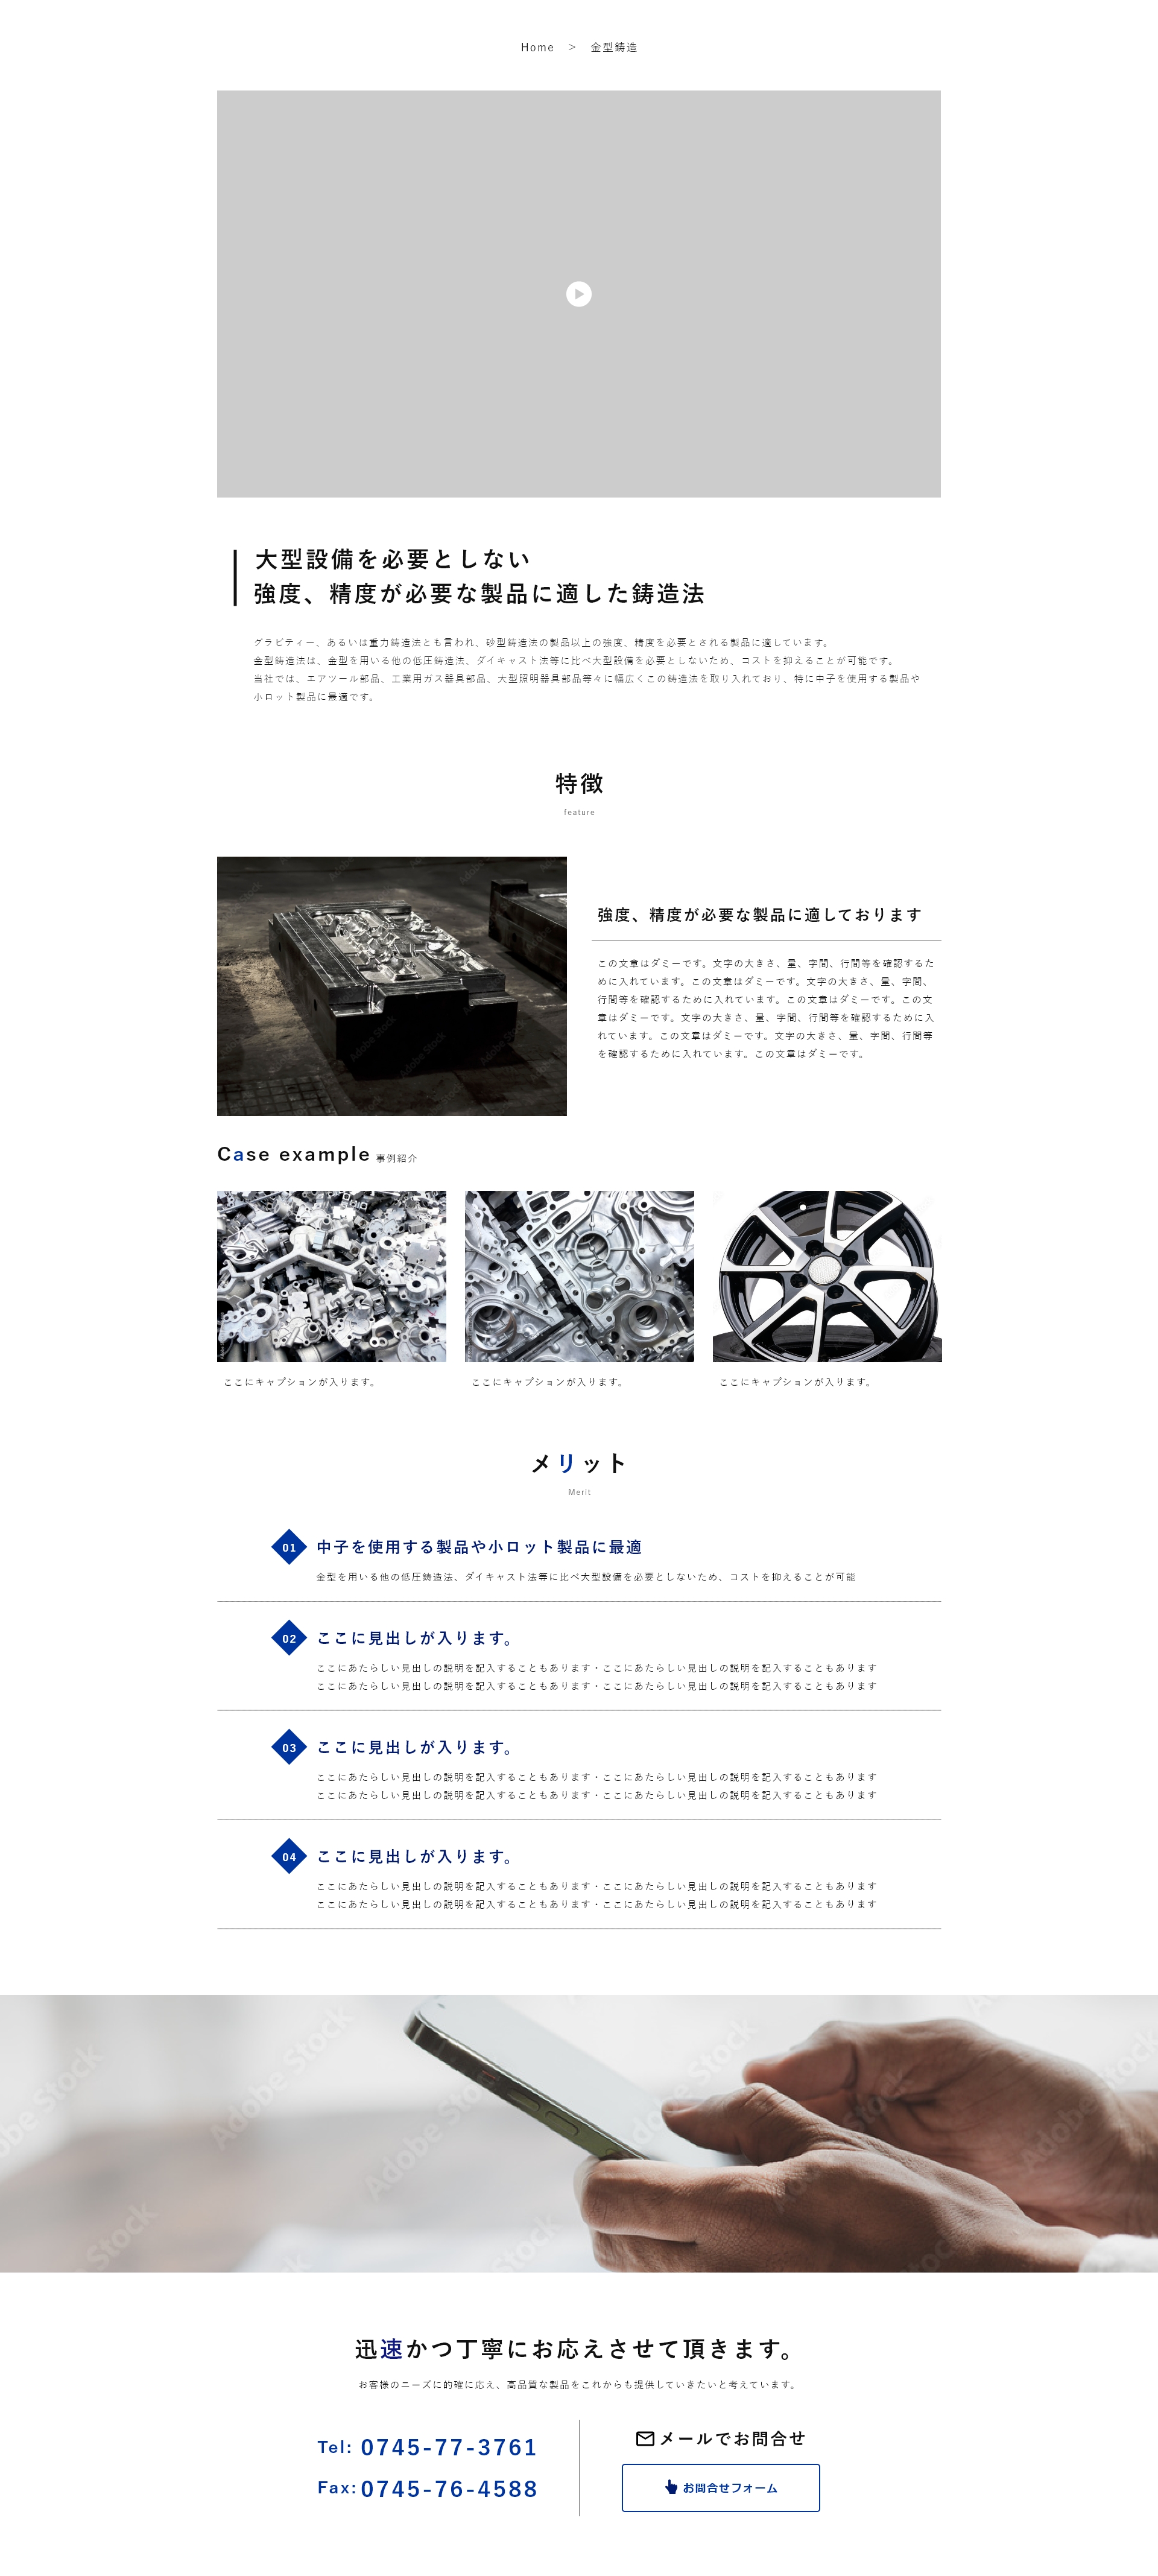 Home > 金型鋳造
大型設備を必要としない
強度、精度が必要な製品に適した鋳造法
グラビティー、あるいは重力鋳造法とも言われ、砂型鋳造法の製品以上の強度、精度を必要とされる製品に適しています。
金型鋳造法は、金型を用いる他の低圧鋳造法、ダイキャスト法等に比べ大型設備を必要としないため、コストを抑えることが可能です。
当社では、エアツール部品、工業用ガス器具部品、大型照明器具部品等々に幅広くこの鋳造法を取り入れており、特に中子を使用する製品や
小ロット製品に最適です。
特徴
feature
強度、精度が必要な製品に適しております
この文章はダミーです。文字の大きさ、量、字間、行間等を確認するた
めに入れています。この文章はダミーです。文字の大きさ、量、字間、
行間等を確認するために入れています。この文章はダミーです。この文
章はダミーです。文字の大きさ、量、字間、行間等を確認するために入
れています。この文章はダミーです。文字の大きさ、量、字間、行間等
を確認するために入れています。この文章はダミーです。
Case example 事例紹介
ここにキャプションが入ります。
ここにキャプションが入ります。
ここにキャプションが入ります。
メリット
Merit
01 中子を使用する製品や小ロット製品に最適
金型を用いる他の低圧鋳造法、ダイキャスト法等に比べ大型設備を必要としないため、コストを抑えることが可能
02 ここに見出しが入ります。
ここにあたらしい見出しの説明を記入することもあります・ここにあたらしい見出しの説明を記入することもあります
ここにあたらしい見出しの説明を記入することもあります・ここにあたらしい見出しの説明を記入することもあります
03 ここに見出しが入ります。
ここにあたらしい見出しの説明を記入することもあります・ここにあたらしい見出しの説明を記入することもあります
ここにあたらしい見出しの説明を記入することもあります・ここにあたらしい見出しの説明を記入することもあります
04 ここに見出しが入ります。
ここにあたらしい見出しの説明を記入することもあります・ここにあたらしい見出しの説明を記入することもあります
ここにあたらしい見出しの説明を記入することもあります・ここにあたらしい見出しの説明を記入することもあります
Adobe Stock
迅速かつ丁寧にお応えさせて頂きます。
お客様のニーズに的確に応え、高品質な製品をこれからも提供していきたいと考えています。
Tel: 0745-77-3761
Fax: 0745-76-4588
メールでお問合せ
お問合せフォーム